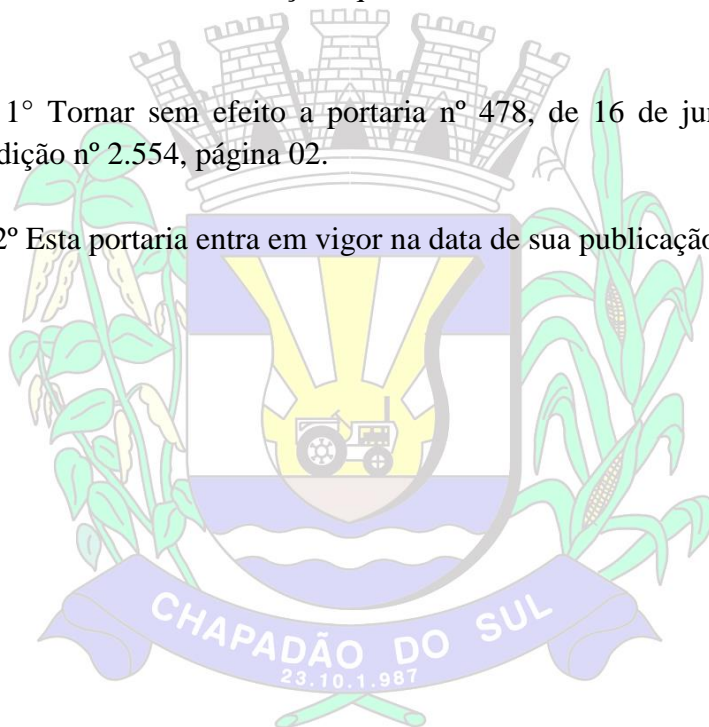 1° Tornar sem efeito a portaria nº 478, de 16 de
dição nº 2.554, página 02.
2º Esta portaria entra em vigor na data de sua publicação
CHAPADÃO DO SUL
23.10.1.987